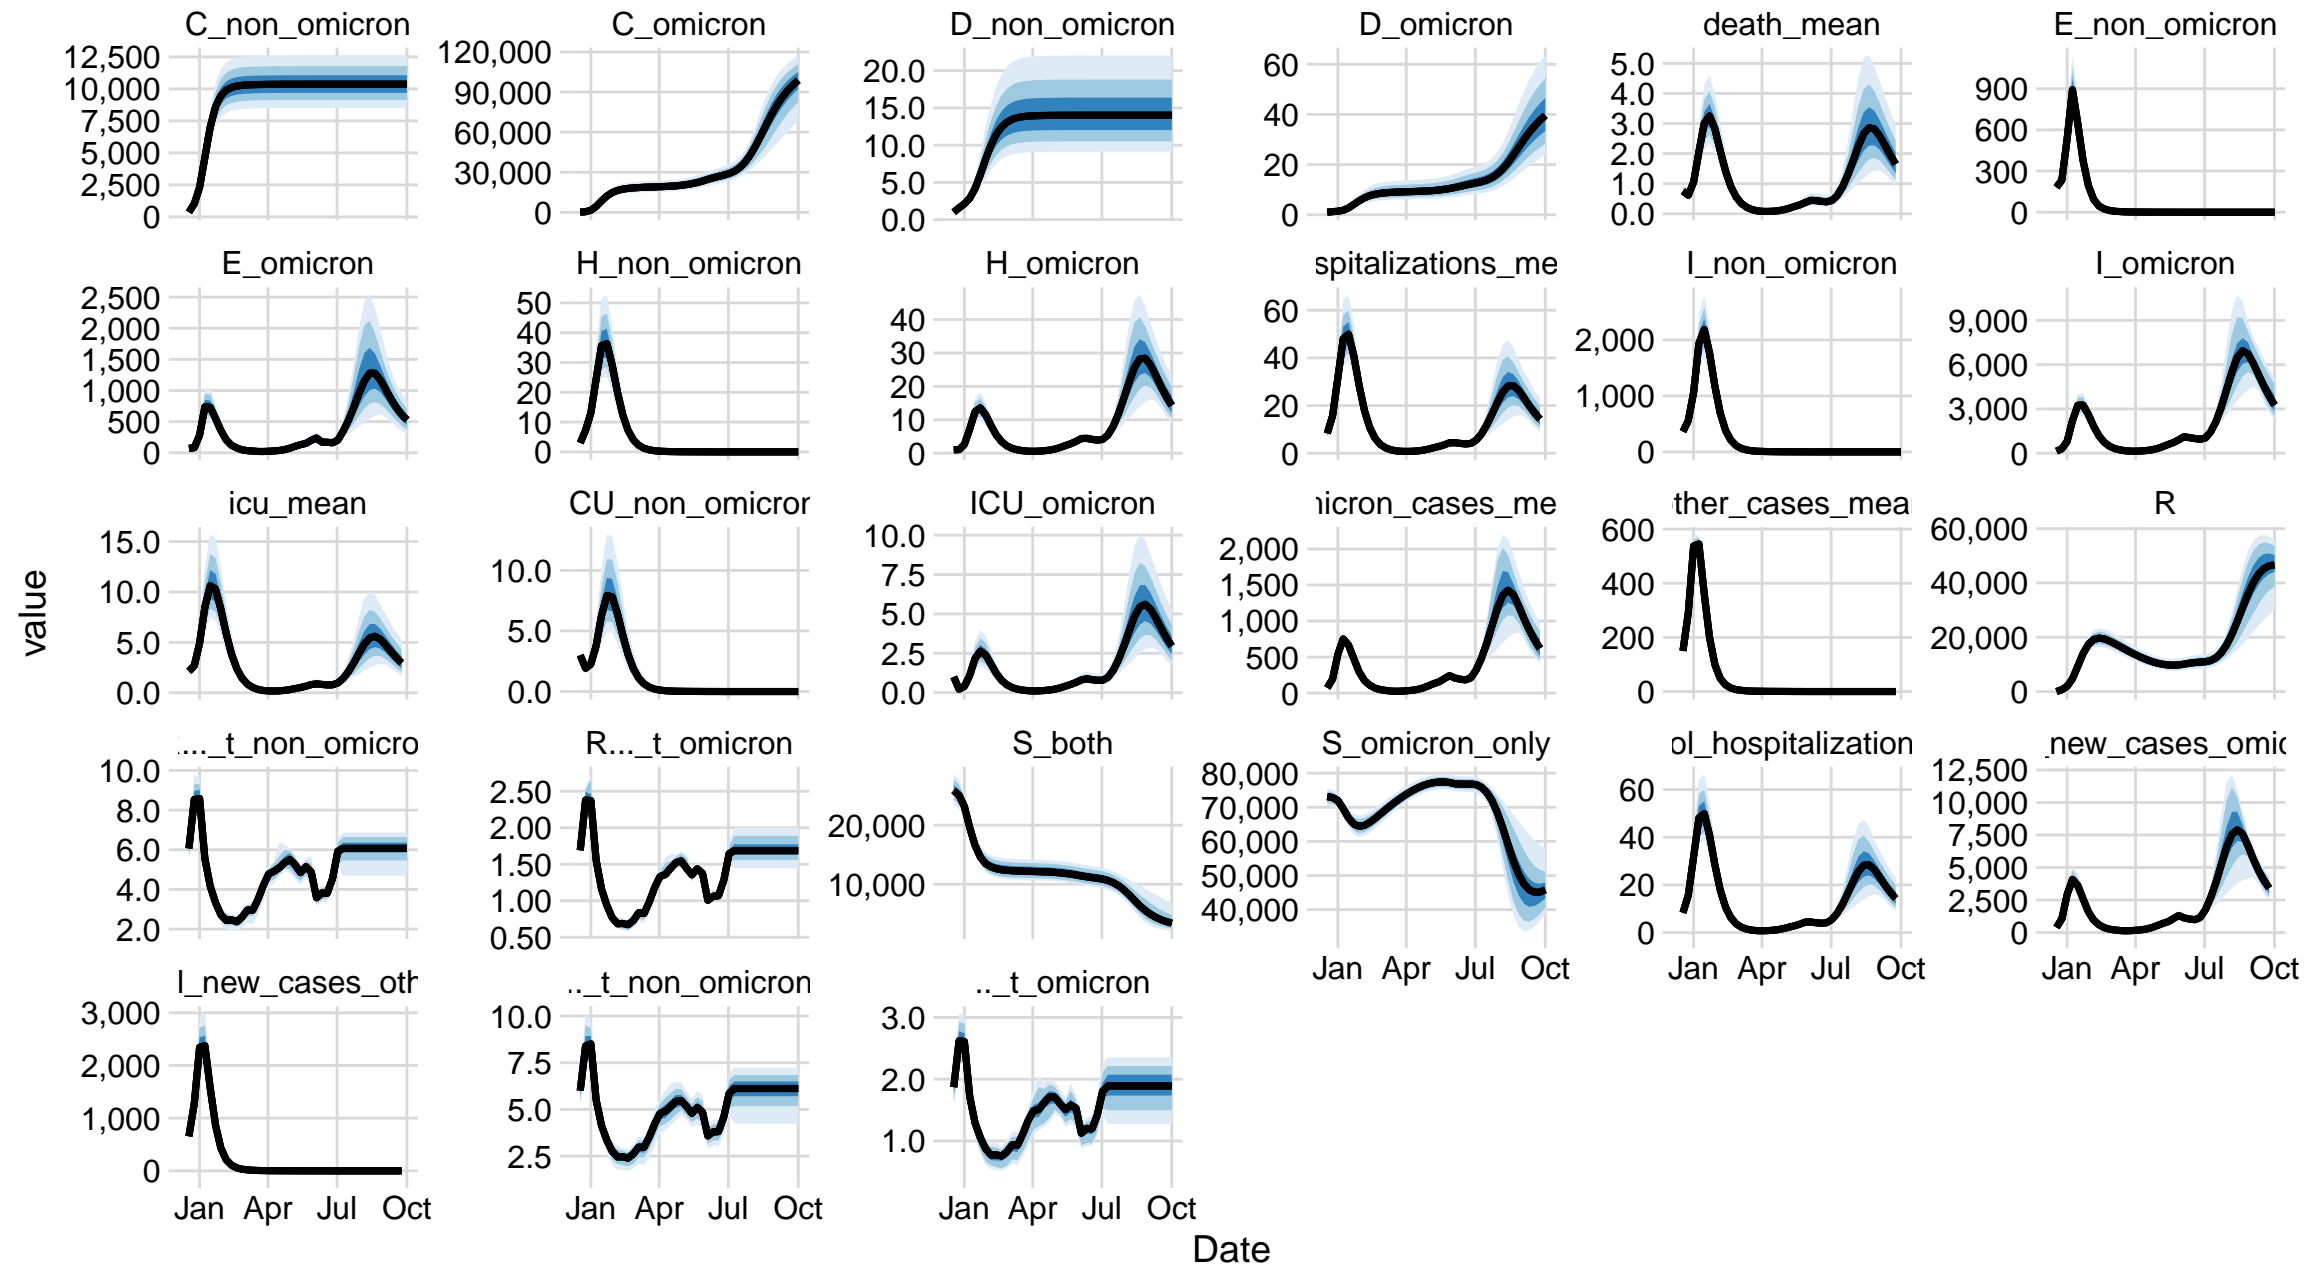 C_non_omicron C_omicron D_non_omicron D_omicron death_mean E_non_omicron
12,500 10,000 7,500 5,000 2,500 0
120,000 90,000 60,000 30,000 0
20.0 15.0 10.0 5.0 0.0
60 40 20 0
5.0 4.0 3.0 2.0 1.0 0.0
900 600 300 0
E_omicron H_non_omicron H_omicron spitalizations_me I_non_omicron I_omicron
2,500 2,000 1,500 1,000 500 0
50 40 30 20 10 0
40 30 20 10 0
60 40 20 0
2,000 1,000 0
9,000 6,000 3,000 0
icu_mean CU_non_omicron ICU_omicron micron_cases_me ther_cases_mear R
15.0 10.0 5.0 0.0
10.0 5.0 0.0
10.0 7.5 5.0 2.5 0.0
2,000 1,500 1,000 500 0
600 400 200 0
60,000 40,000 20,000 0
..._t_non_omicro R..._t_omicron S_both S_omicron_only ol_hospitalization _new_cases_omic
10.0 8.0 6.0 4.0 2.0
2.50 2.00 1.50 1.00 0.50
20,000 10,000
80,000 70,000 60,000 50,000 40,000
60 40 20 0
12,500 10,000 7,500 5,000 2,500 0
Jan Apr Jul Oct Jan Apr Jul Oct Jan Apr Jul Oct
l_new_cases_oth .._t_non_omicron .._t_omicron
3,000 2,000 1,000 0
10.0 7.5 5.0 2.5
3.0 2.0 1.0
Jan Apr Jul Oct Jan Apr Jul Oct Jan Apr Jul Oct
value
Date